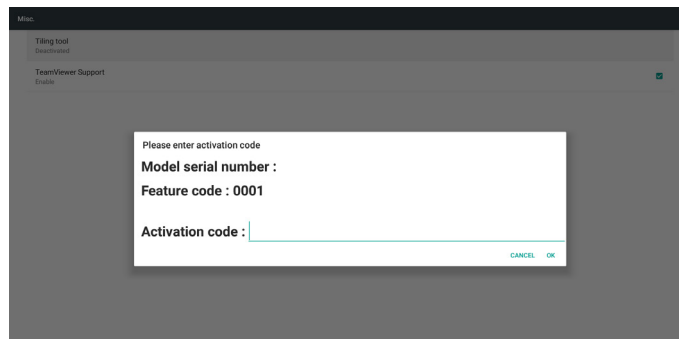 Misc.
Tiling tool
Deactivated
TeamViewer Support
Enable
Please enter activation code
Model serial number :
Feature code : 0001
Activation code :
CANCEL OK